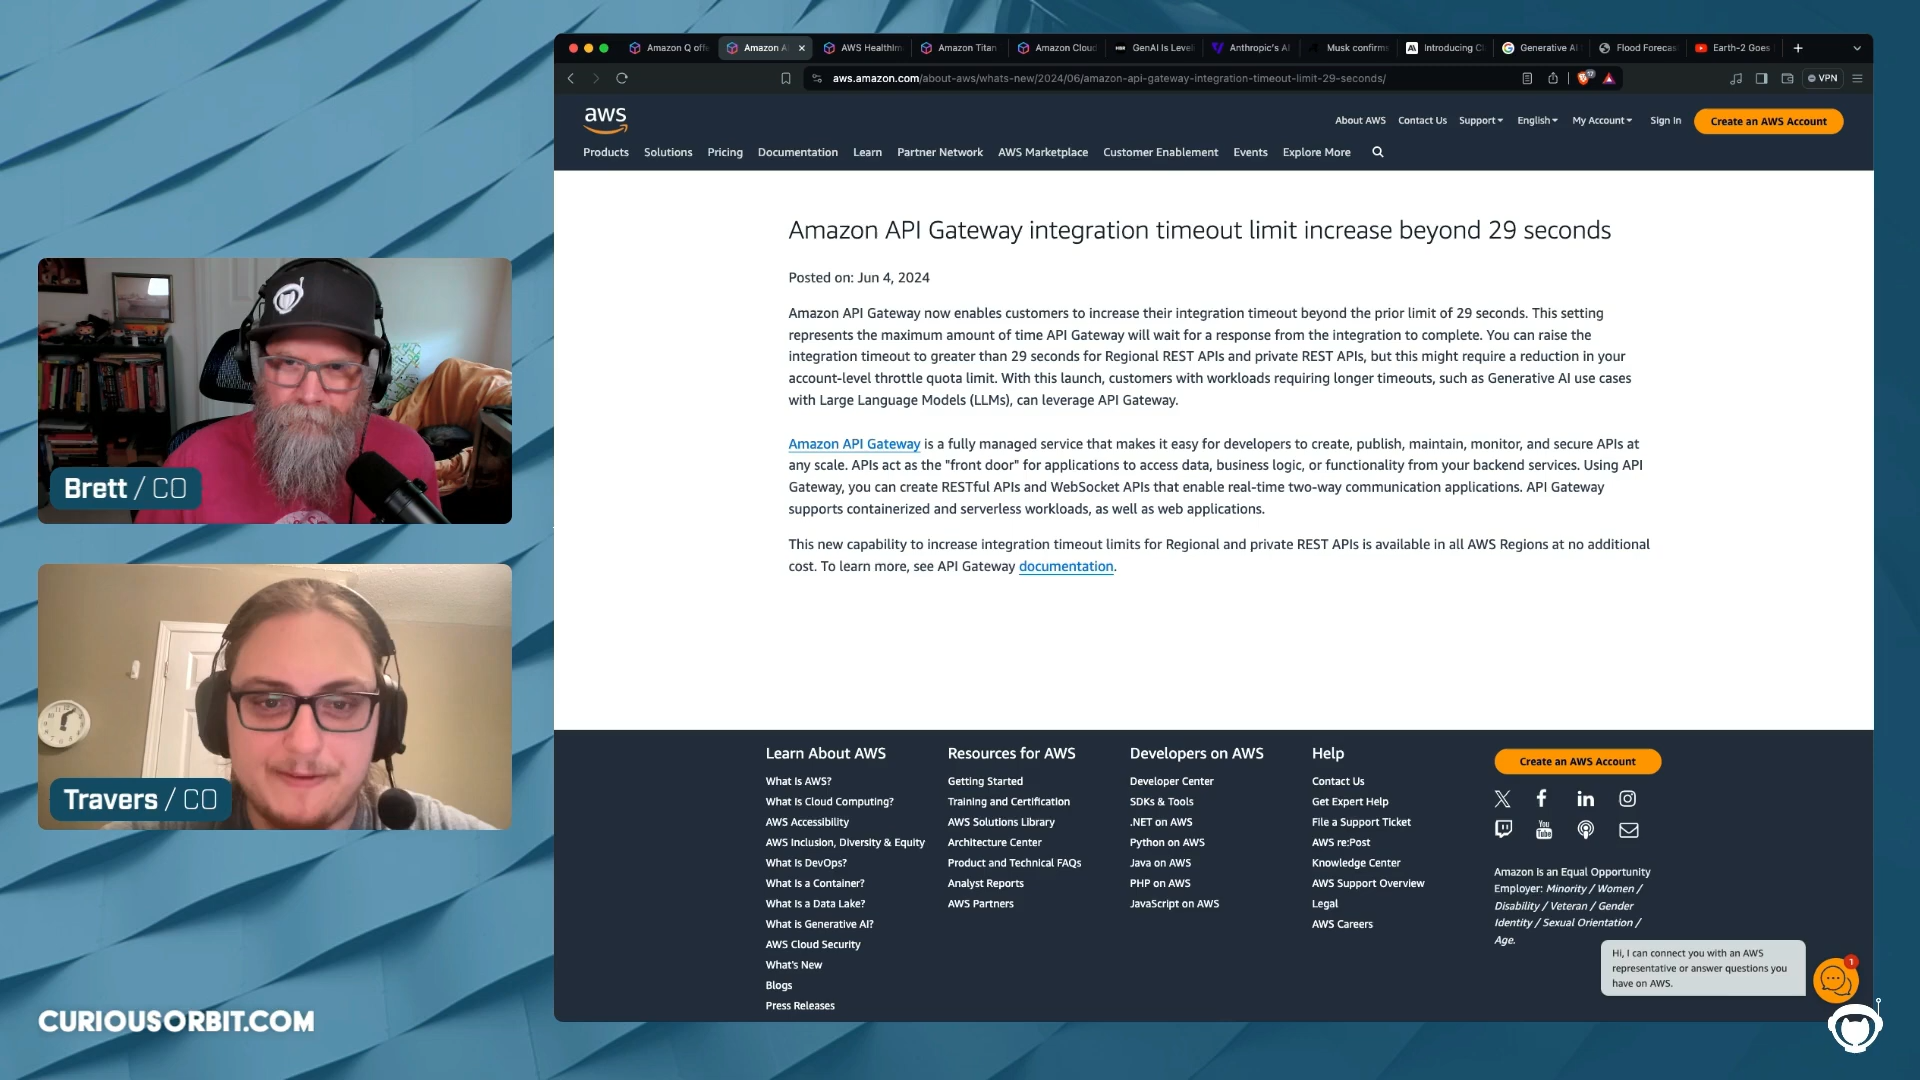 Amazon Q offe
Amazon A
AWS HealthIm
Amazon Titan
Amazon Cloud
GenAI Is Level
Anthropic's AI
Musk confirms
Introducing C
Generative AI
Flood Forecas
Earth-2 Goes
aws.amazon.com/about-aws/whats-new/2024/06/amazon-api-gateway-integration-timeout-limit-29-seconds/
VPN
aws
About AWS Contact Us Support English My Account Sign In Create an AWS Account
Products Solutions Pricing Documentation Learn Partner Network AWS Marketplace Customer Enablement Events Explore More
Amazon API Gateway integration timeout limit increase beyond 29 seconds
Posted on: Jun 4, 2024
Amazon API Gateway now enables customers to increase their integration timeout beyond the prior limit of 29 seconds. This setting
represents the maximum amount of time API Gateway will wait for a response from the integration to complete. You can raise the
integration timeout to greater than 29 seconds for Regional REST APIs and private REST APIs, but this might require a reduction in your
account-level throttle quota limit. With this launch, customers with workloads requiring longer timeouts, such as Generative AI use cases
with Large Language Models (LLMs), can leverage API Gateway.
Amazon API Gateway is a fully managed service that makes it easy for developers to create, publish, maintain, monitor, and secure APIs at
any scale. APIs act as the "front door" for applications to access data, business logic, or functionality from your backend services. Using API
Gateway, you can create RESTful APIs and WebSocket APIs that enable real-time two-way communication applications. API Gateway
supports containerized and serverless workloads, as well as web applications.
This new capability to increase integration timeout limits for Regional and private REST APIs is available in all AWS Regions at no additional
cost. To learn more, see API Gateway documentation.
Learn About AWS
What Is AWS?
What Is Cloud Computing?
AWS Accessibility
AWS Inclusion, Diversity & Equity
What Is DevOps?
What Is a Container?
What Is a Data Lake?
What is Generative AI?
AWS Cloud Security
What's New
Blogs
Press Releases
Resources for AWS
Getting Started
Training and Certification
AWS Solutions Library
Architecture Center
Product and Technical FAQs
Analyst Reports
AWS Partners
Developers on AWS
Developer Center
SDKs & Tools
.NET on AWS
Python on AWS
Java on AWS
PHP on AWS
JavaScript on AWS
Help
Contact Us
Get Expert Help
File a Support Ticket
AWS re:Post
Knowledge Center
AWS Support Overview
Legal
AWS Careers
Create an AWS Account
Amazon is an Equal Opportunity
Employer: Minority / Women /
Disability / Veteran / Gender
Identity / Sexual Orientation /
Age.
Hi, I can connect you with an AWS
representative or answer questions you
have on AWS.
1
Brett / CO
Travers / CO
CURIOUSORBIT.COM